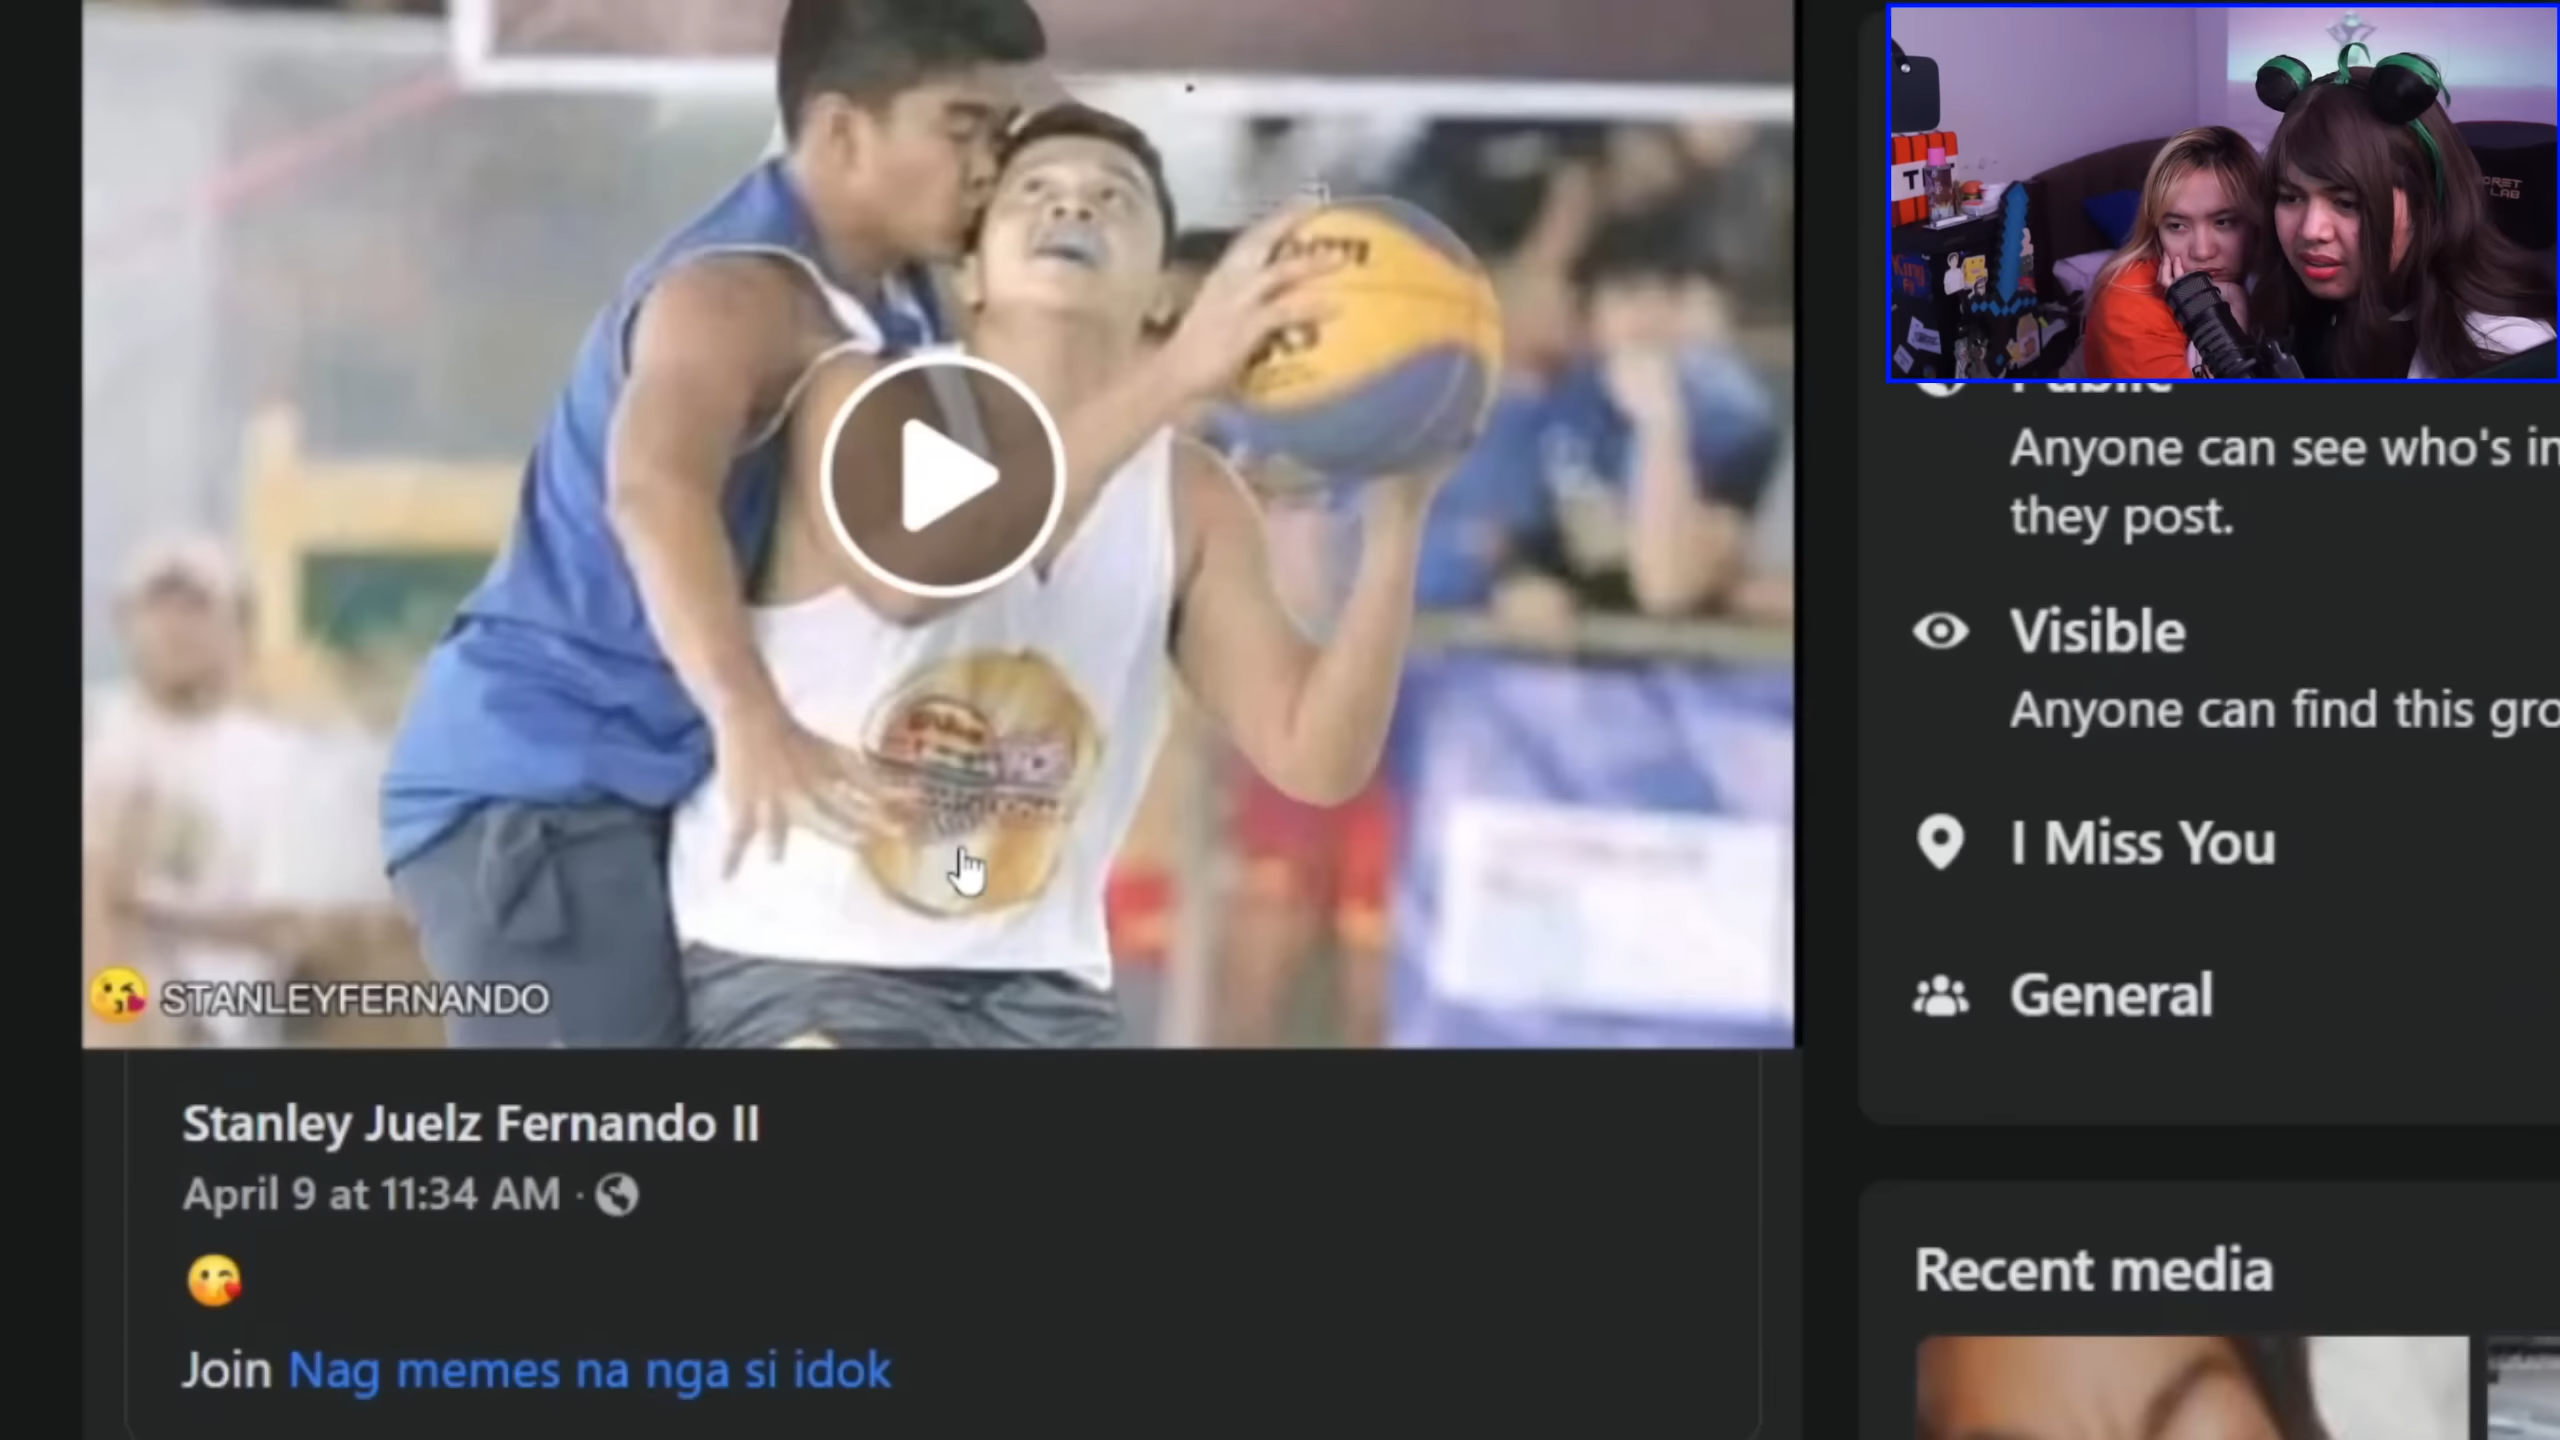 STANLEYFERNANDO
Stanley Juelz Fernando II
April 9 at 11:34 AM ·
Join Nag memes na nga si idok
Anyone can see who's in
they post.
Visible
Anyone can find this gro
I Miss You
General
Recent media